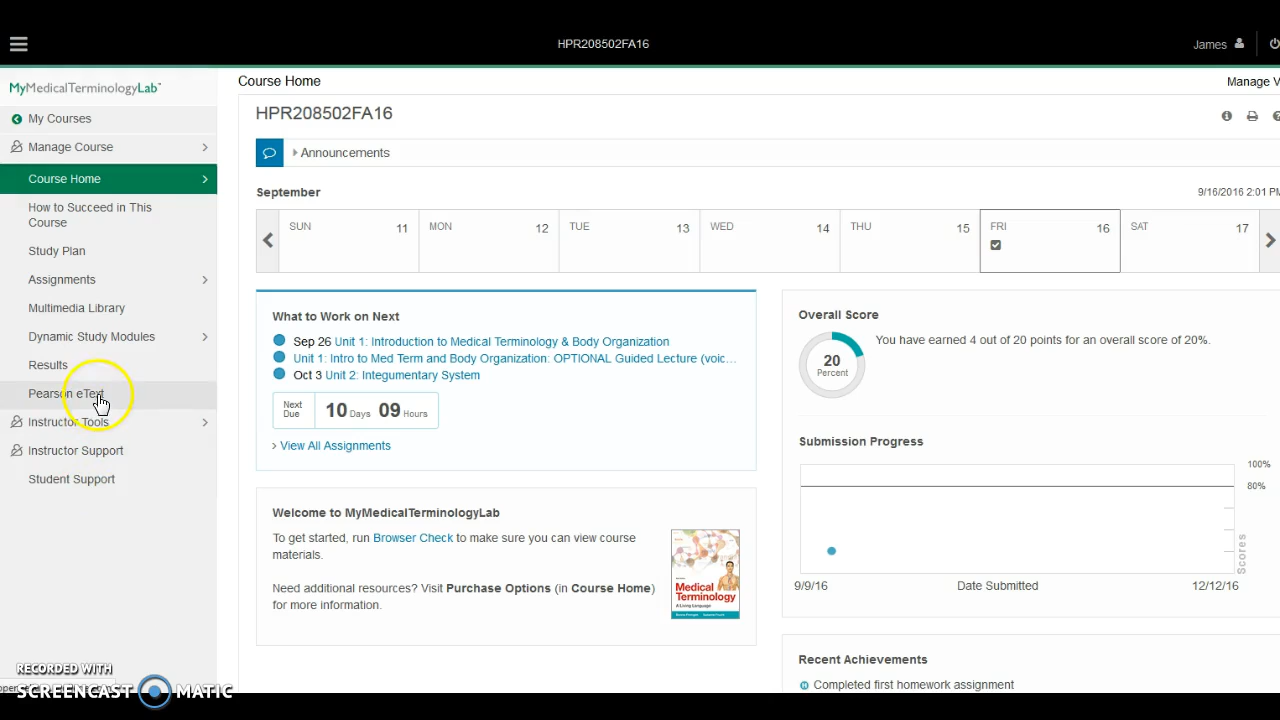 HPR208502FA16
James
MyMedicalTerminologyLab™
My Courses
Manage Course
Course Home
How to Succeed in This
Course
Study Plan
Assignments
Multimedia Library
Dynamic Study Modules
Results
Pearson eText
Instructor Tools
Instructor Support
Student Support
Course Home
Manage V
HPR208502FA16
Announcements
September
9/16/2016 2:01 PM
SUN 11
MON 12
TUE 13
WED 14
THU 15
FRI 16
SAT 17
What to Work on Next
Sep 26 Unit 1: Introduction to Medical Terminology & Body Organization
Unit 1: Intro to Med Term and Body Organization: OPTIONAL Guided Lecture (voic...
Oct 3 Unit 2: Integumentary System
Next
Due
10 Days 09 Hours
View All Assignments
Welcome to MyMedicalTerminologyLab
To get started, run Browser Check to make sure you can view course
materials.
Need additional resources? Visit Purchase Options (in Course Home)
for more information.
Medical
Terminology
A Living Language
Overall Score
20
Percent
You have earned 4 out of 20 points for an overall score of 20%.
Submission Progress
100%
80%
Scores
9/9/16
Date Submitted
12/12/16
Recent Achievements
Completed first homework assignment
RECORDED WITH
SCREENCAST MATIC